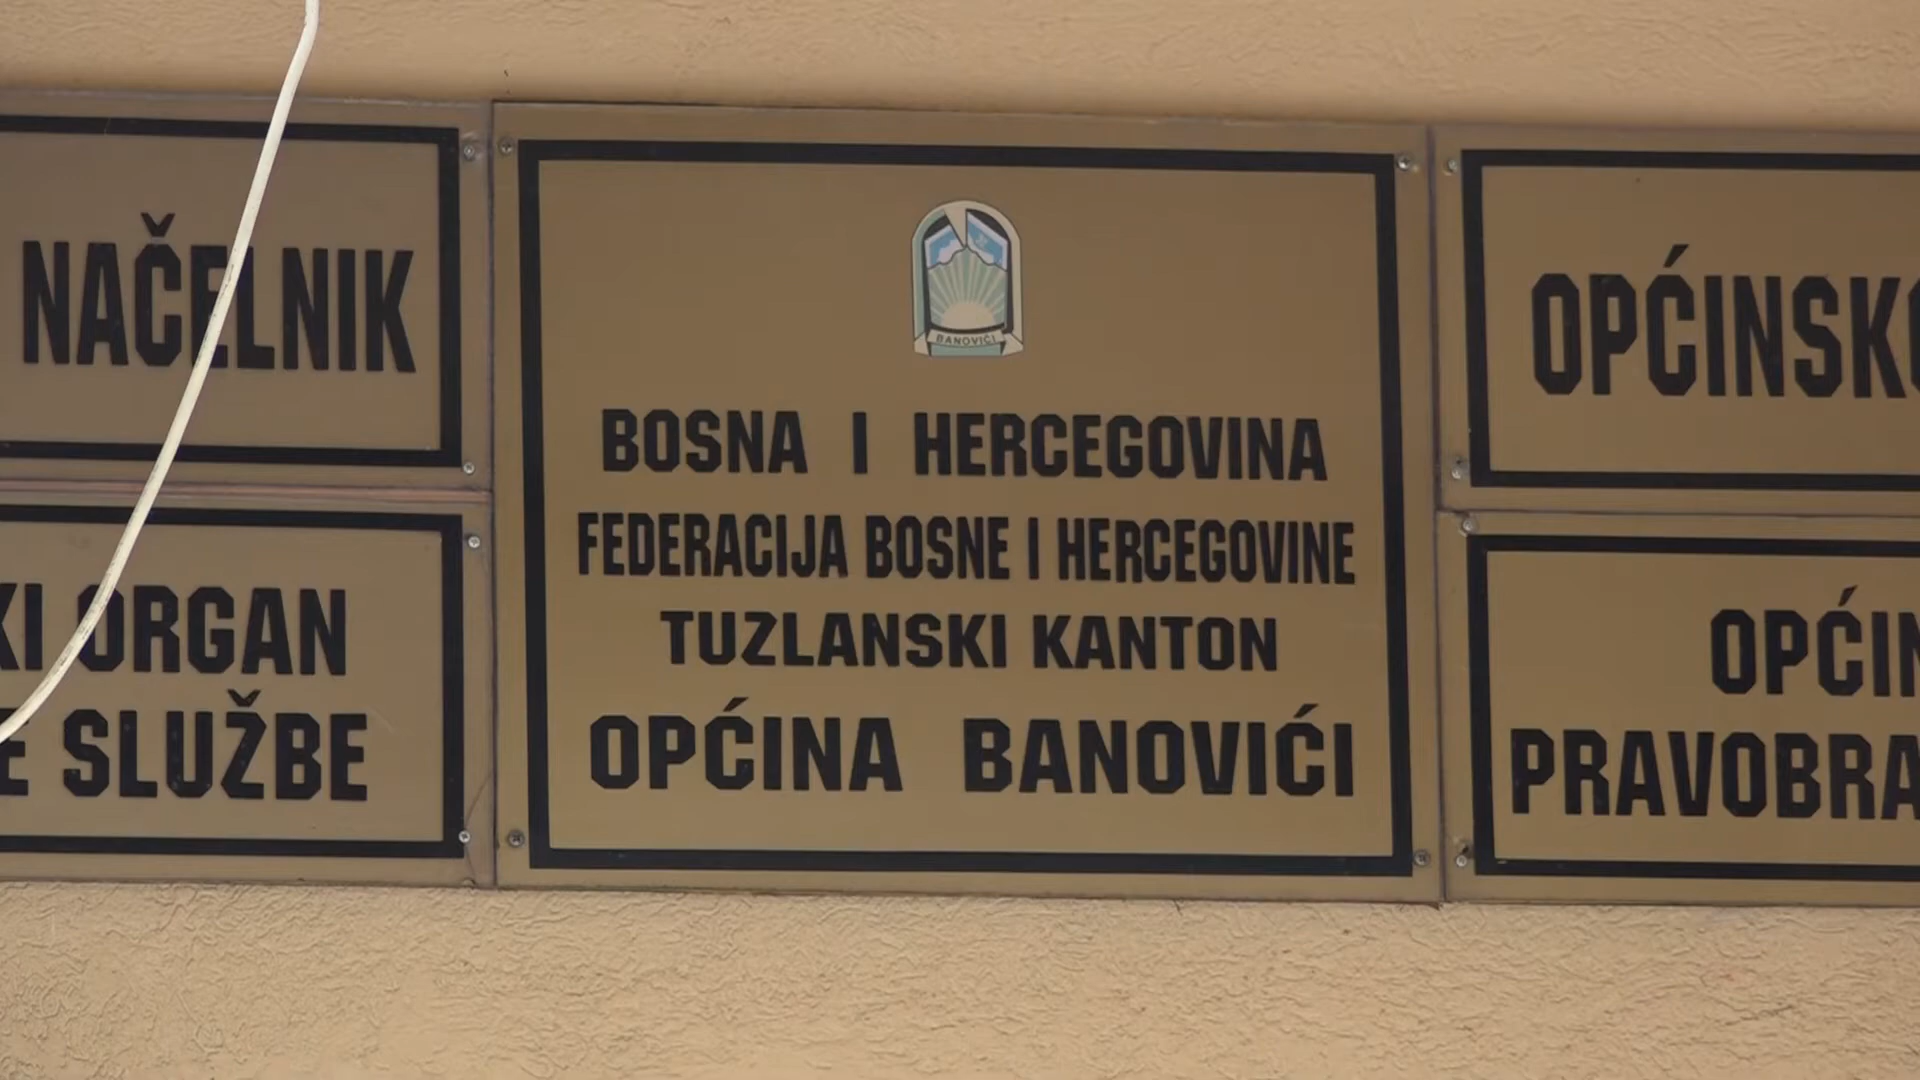 NAČELNIK
KI ORGAN
E SLUŽBE
BANOVIĆI
BOSNA I HERCEGOVINA
FEDERACIJA BOSNE I HERCEGOVINE
TUZLANSKI KANTON
OPĆINA BANOVIĆI
OPĆINSKO
OPĆIN
PRAVOBRA